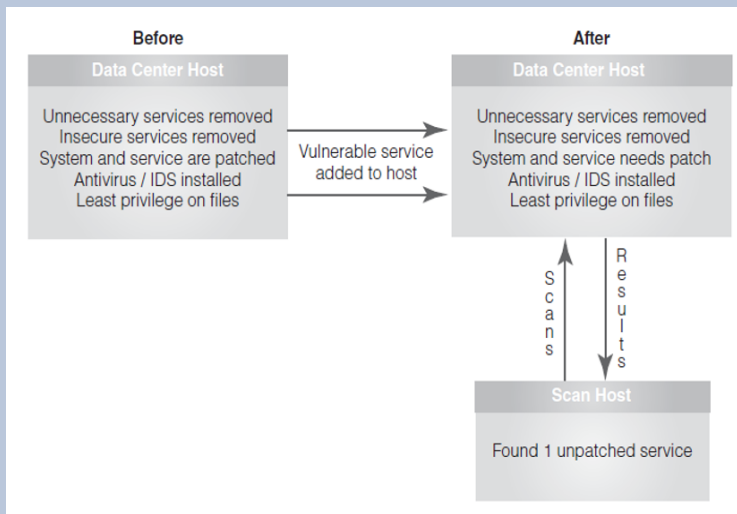 Before
Data Center Host
Unnecessary services removed
Insecure services removed
System and service are patched
Antivirus / IDS installed
Least privilege on files
Vulnerable service
added to host
After
Data Center Host
Unnecessary services removed
Insecure services removed
System and service needs patch
Antivirus / IDS installed
Least privilege on files
Scans
Results
Scan Host
Found 1 unpatched service